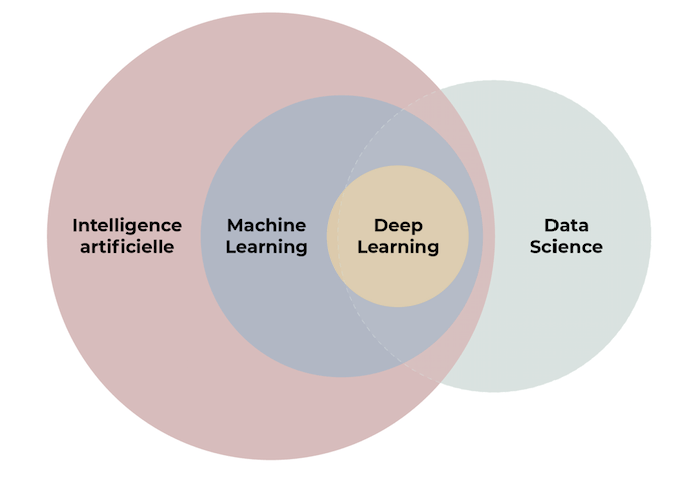 Intelligence
artificielle
Machine
Learning
Deep
Learning
Data
Science